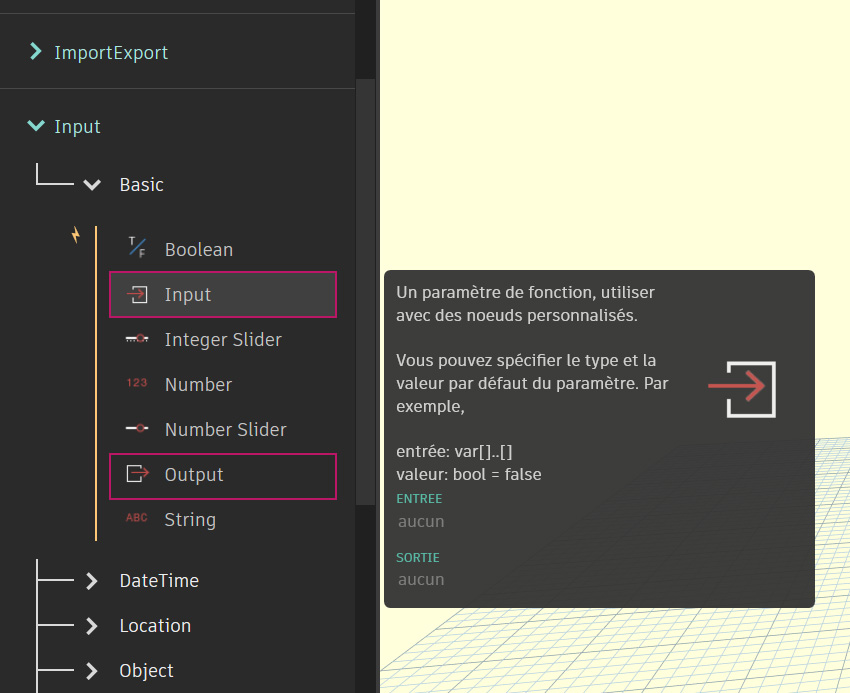 ImportExport
Input
Basic
T/F Boolean
Input
Integer Slider
123 Number
Number Slider
Output
ABC String
DateTime
Location
Object
Un paramètre de fonction, utiliser
avec des noeuds personnalisés.
Vous pouvez spécifier le type et la
valeur par défaut du paramètre. Par
exemple,
entrée: var[]..[]
valeur: bool = false
ENTREE
aucun
SORTIE
aucun